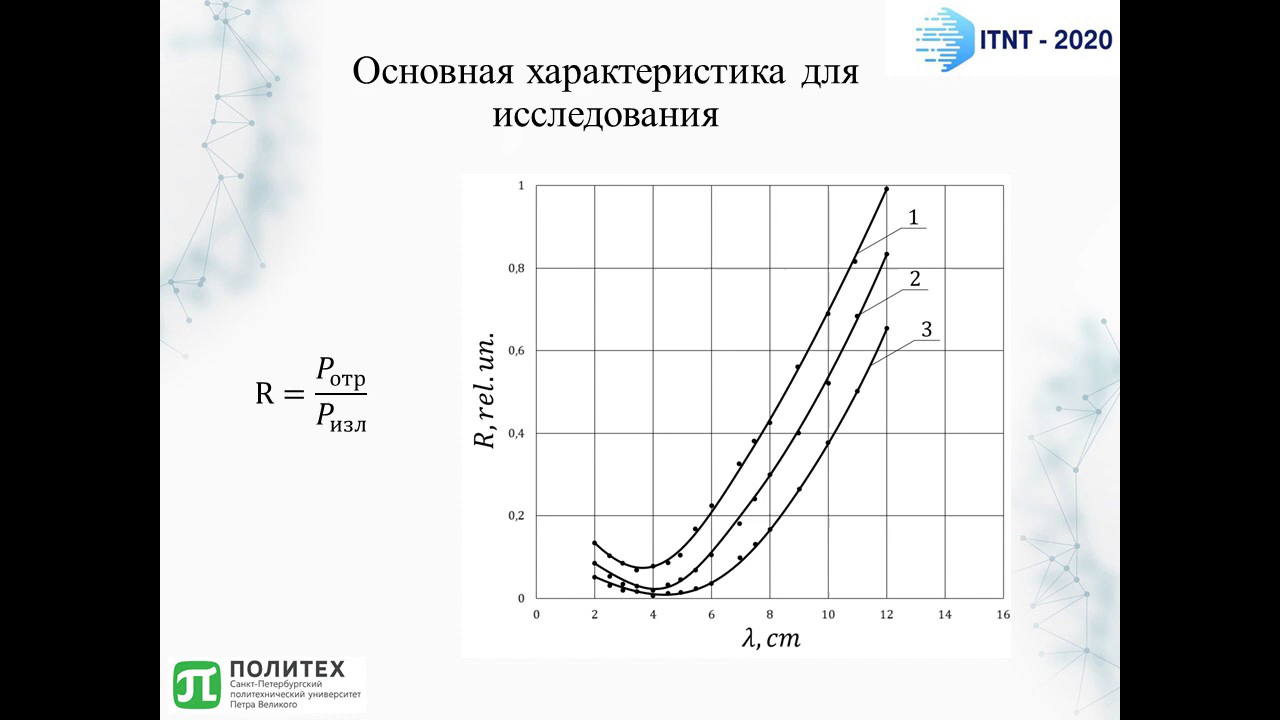 ITNT - 2020
Основная характеристика для
исследования
R = Pотр / Pизл
R, rel. un.
1
0,8
0,6
0,4
0,2
0
0 2 4 6 8 10 12 14 16
λ, cm
1
2
3
ПОЛИТЕХ
Санкт-Петербургский
политехнический университет
Петра Великого